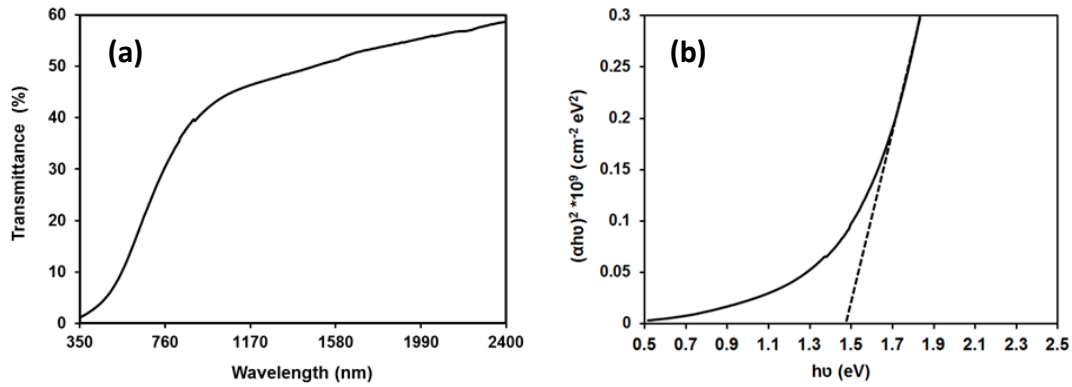 (a)
Transmittance (%)
60
50
40
30
20
10
0
350 760 1170 1580 1990 2400
Wavelength (nm)
(b)
(αhυ)² *10⁹ (cm⁻² eV²)
0.3
0.25
0.2
0.15
0.1
0.05
0
0.5 0.7 0.9 1.1 1.3 1.5 1.7 1.9 2.1 2.3 2.5
hυ (eV)